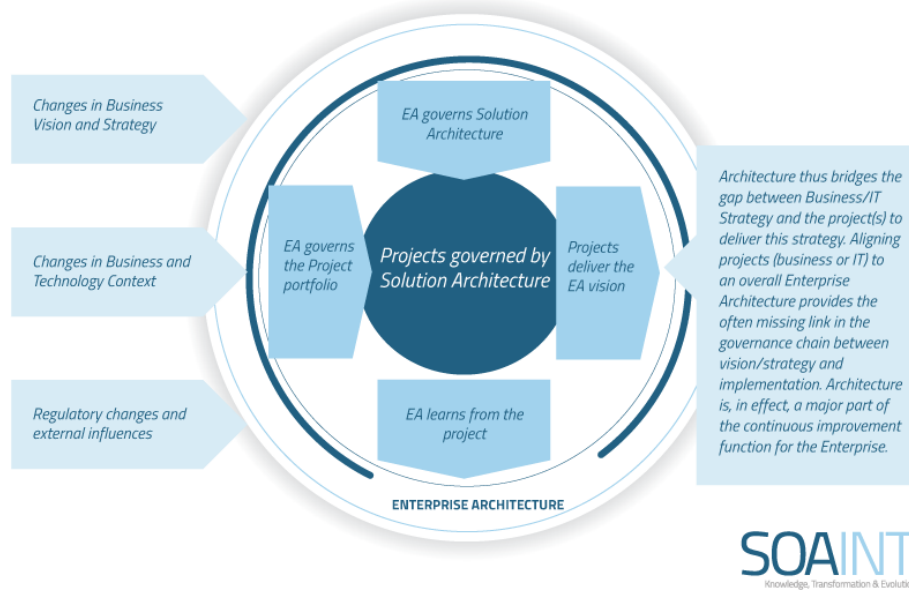 Changes in Business
Vision and Strategy
Changes in Business and
Technology Context
Regulatory changes and
external influences
EA governs Solution
Architecture
EA governs
the Project
portfolio
Projects governed by
Solution Architecture
Projects
deliver the
EA vision
EA learns from the
project
ENTERPRISE ARCHITECTURE
Architecture thus bridges the
gap between Business/IT
Strategy and the project(s) to
deliver this strategy. Aligning
projects (business or IT) to
an overall Enterprise
Architecture provides the
often missing link in the
governance chain between
vision/strategy and
implementation. Architecture
is, in effect, a major part of
the continuous improvement
function for the Enterprise.
SOAINT
Knowledge, Transformation & Evolutio